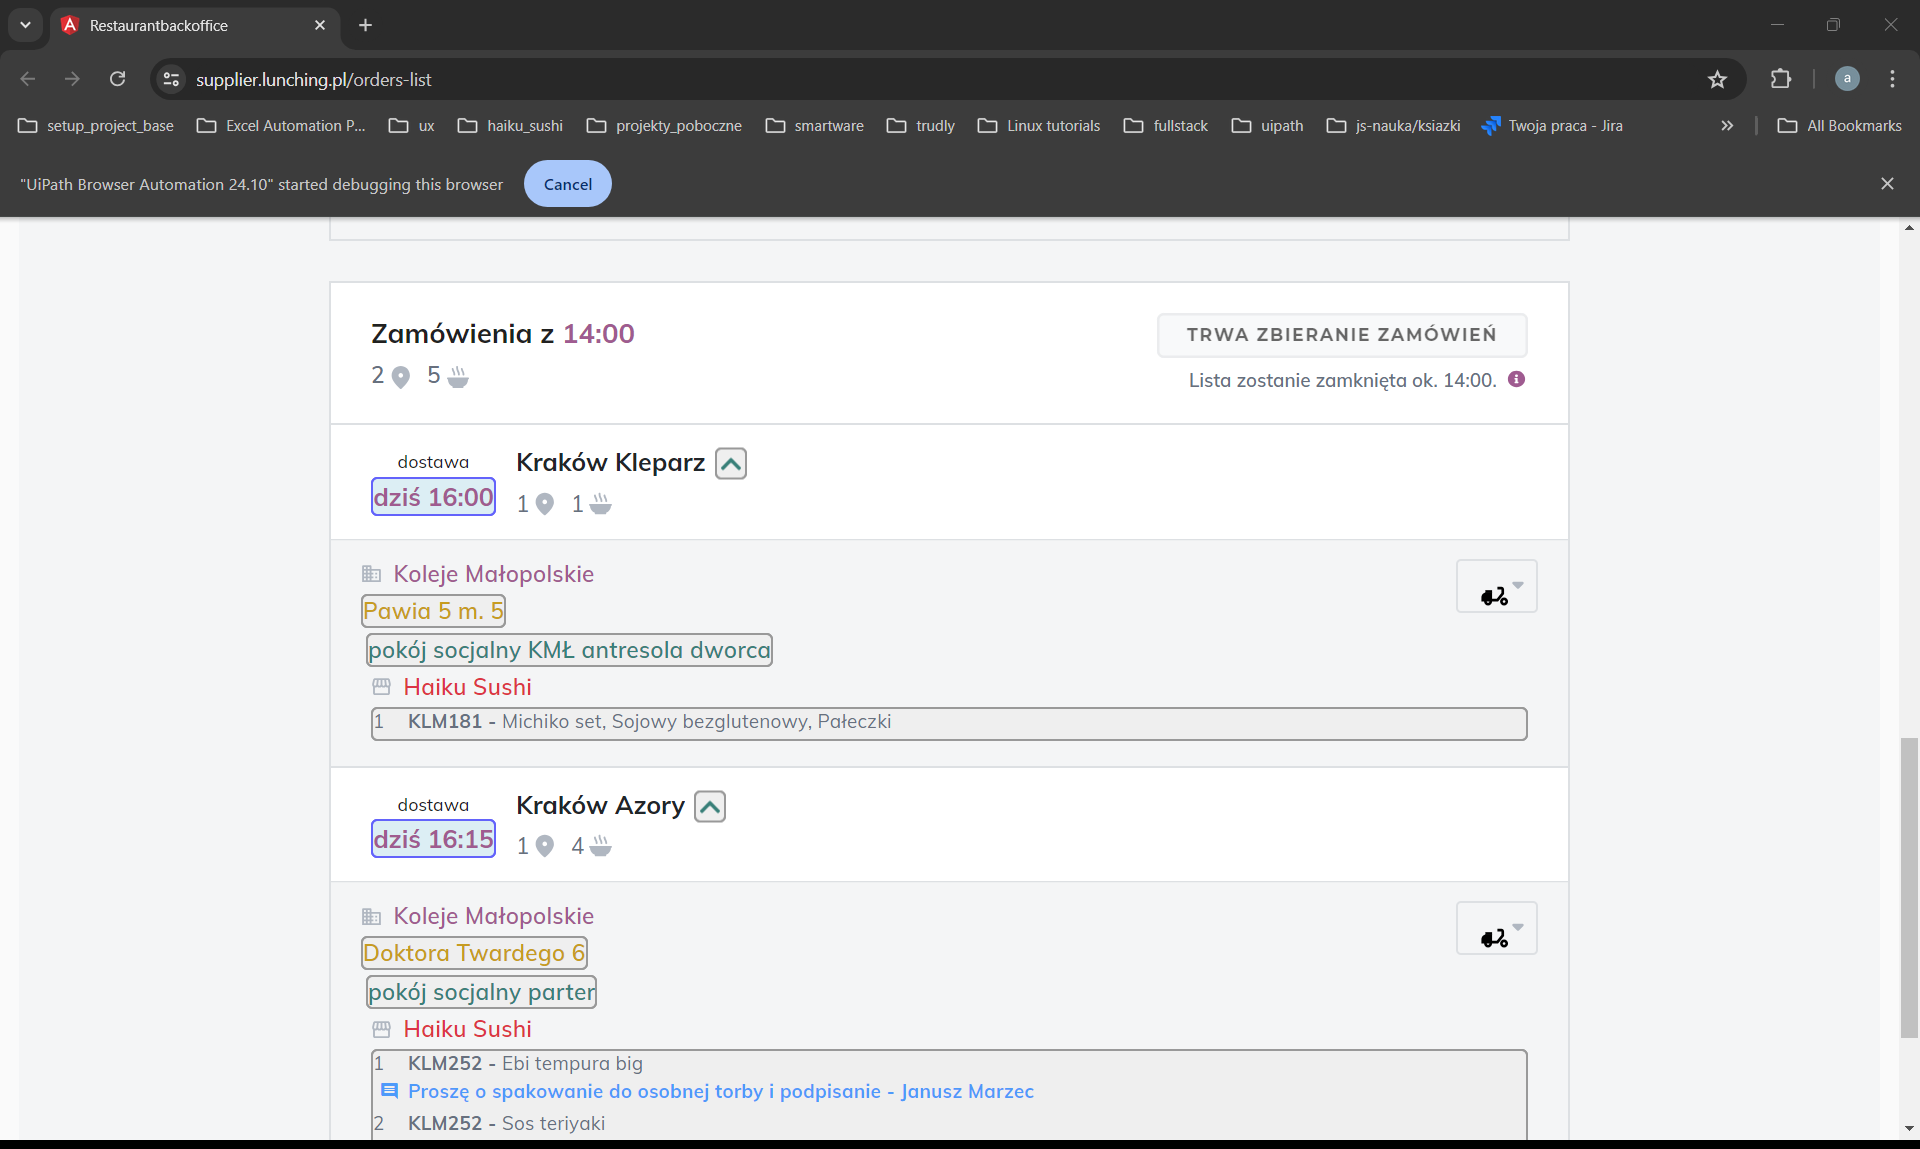 Restaurantbackoffice
supplier.lunching.pl/orders-list
a
setup_project_base
Excel Automation P...
ux
haiku_sushi
projekty_poboczne
smartware
trudly
Linux tutorials
fullstack
uipath
js-nauka/ksiazki
Twoja praca - Jira
All Bookmarks
"UiPath Browser Automation 24.10" started debugging this browser
Cancel
Zamówienia z 14:00
TRWA ZBIERANIE ZAMÓWIEŃ
2 5
Lista zostanie zamknięta ok. 14:00.
dostawa
Kraków Kleparz
dziś 16:00
1 1
Koleje Małopolskie
Pawia 5 m. 5
pokój socjalny KMŁ antresola dworca
Haiku Sushi
1 KLM181 - Michiko set, Sojowy bezglutenowy, Pałeczki
dostawa
Kraków Azory
dziś 16:15
1 4
Koleje Małopolskie
Doktora Twardego 6
pokój socjalny parter
Haiku Sushi
1 KLM252 - Ebi tempura big
Proszę o spakowanie do osobnej torby i podpisanie - Janusz Marzec
2 KLM252 - Sos teriyaki